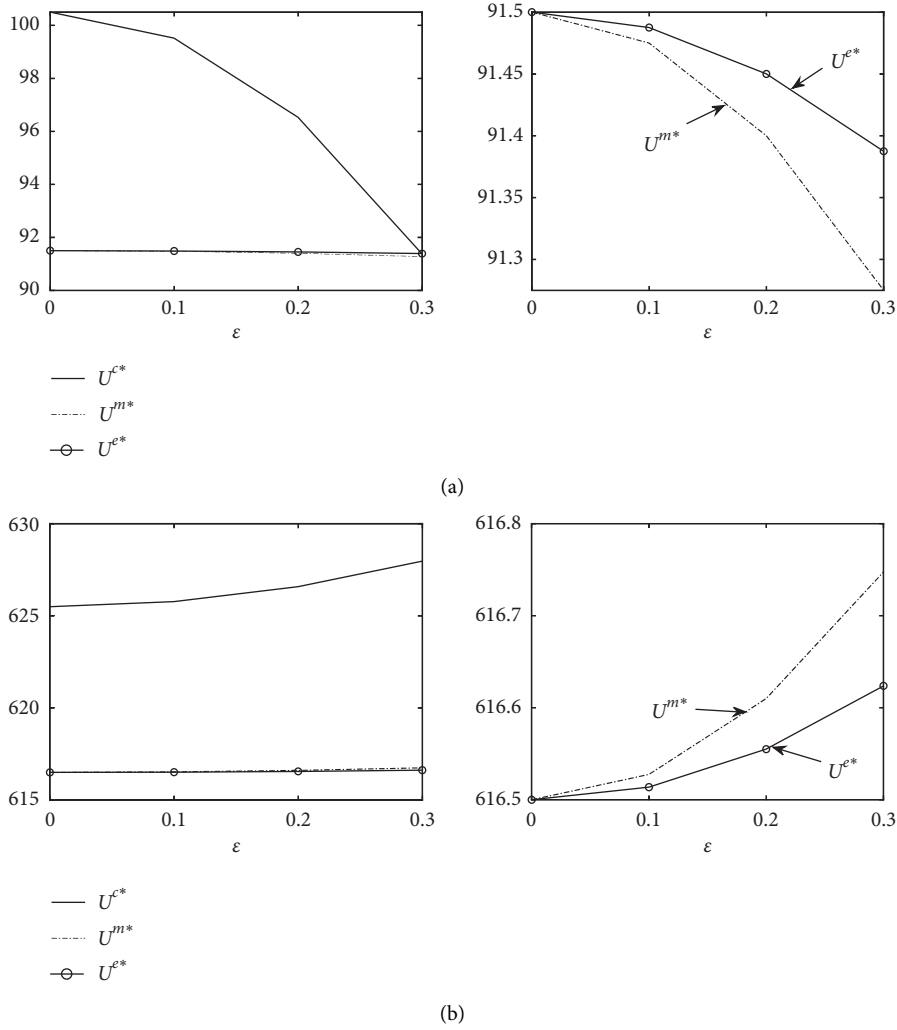 100
98
96
94
92
90
0
0.1
0.2
0.3
ε
U^{c*}
U^{m*}
U^{e*}
91.5
91.45
91.4
91.35
91.3
0
0.1
0.2
0.3
ε
U^{e*}
U^{m*}
(a)
630
625
620
615
0
0.1
0.2
0.3
ε
U^{c*}
U^{m*}
U^{e*}
616.8
616.7
616.6
616.5
0
0.1
0.2
0.3
ε
U^{m*}
U^{e*}
(b)